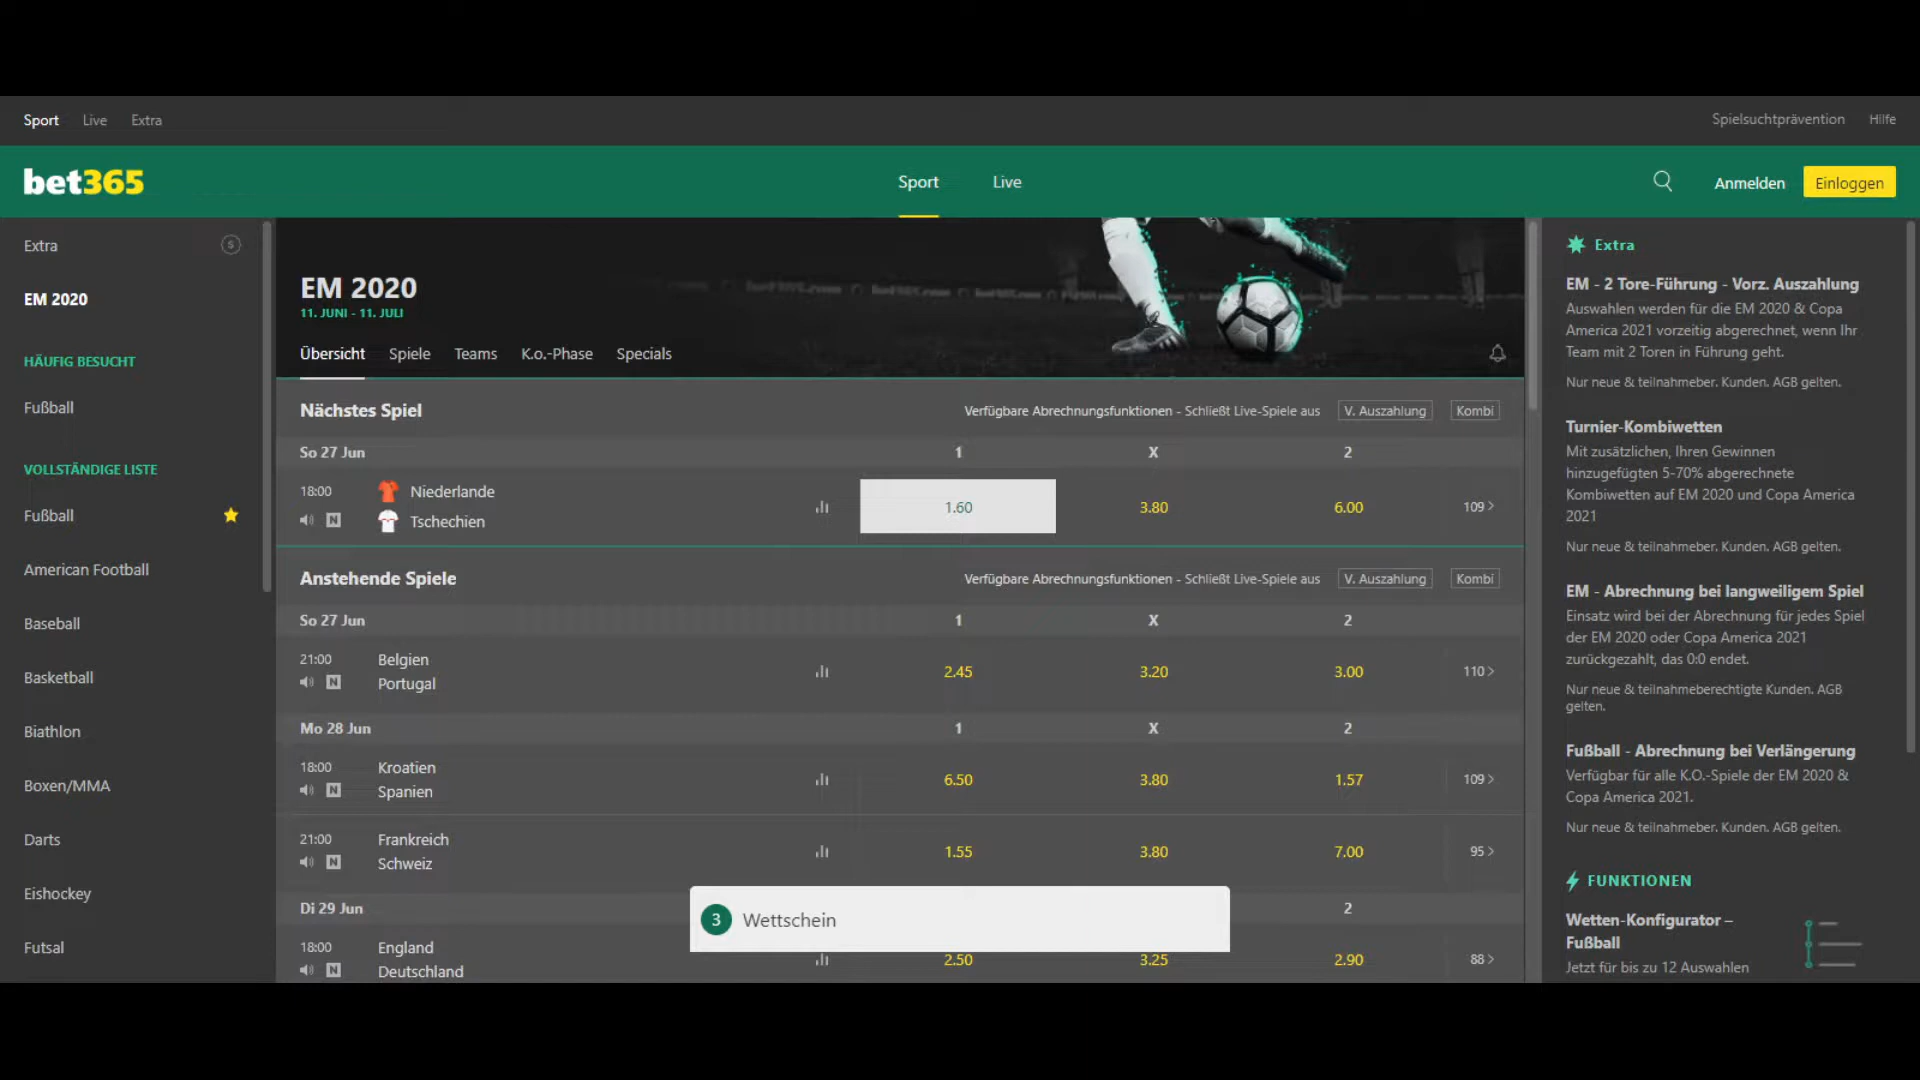 Sport Live Extra Spielsuchtprävention Hilfe
bet365 Sport Live Anmelden Einloggen
Extra S
EM 2020
HÄUFIG BESUCHT
Fußball
VOLLSTÄNDIGE LISTE
Fußball
American Football
Baseball
Basketball
Biathlon
Boxen/MMA
Darts
Eishockey
Futsal
EM 2020
11. JUNI - 11. JULI
Übersicht Spiele Teams K.o.-Phase Specials
Nächstes Spiel Verfügbare Abrechnungsfunktionen - Schließt Live-Spiele aus V. Auszahlung Kombi
So 27 Jun 1 X 2
18:00 Niederlande
N Tschechien
1.60 3.80 6.00 109
Anstehende Spiele Verfügbare Abrechnungsfunktionen - Schließt Live-Spiele aus V. Auszahlung Kombi
So 27 Jun 1 X 2
21:00 Belgien
N Portugal
2.45 3.20 3.00 110
Mo 28 Jun 1 X 2
18:00 Kroatien
N Spanien
6.50 3.80 1.57 109
21:00 Frankreich
N Schweiz
1.55 3.80 7.00 95
Di 29 Jun 2
3 Wettschein
18:00 England
N Deutschland
2.50 3.25 2.90 88
Extra
EM - 2 Tore-Führung - Vorz. Auszahlung
Auswahlen werden für die EM 2020 & Copa
America 2021 vorzeitig abgerechnet, wenn Ihr
Team mit 2 Toren in Führung geht.
Nur neue & teilnahmeber. Kunden. AGB gelten.
Turnier-Kombiwetten
Mit zusätzlichen, Ihren Gewinnen
hinzugefügten 5-70% abgerechnete
Kombiwetten auf EM 2020 und Copa America
2021
Nur neue & teilnahmeber. Kunden. AGB gelten.
EM - Abrechnung bei langweiligem Spiel
Einsatz wird bei der Abrechnung für jedes Spiel
der EM 2020 oder Copa America 2021
zurückgezahlt, das 0:0 endet.
Nur neue & teilnahmeberechtigte Kunden. AGB
gelten.
Fußball - Abrechnung bei Verlängerung
Verfügbar für alle K.O.-Spiele der EM 2020 &
Copa America 2021.
Nur neue & teilnahmeber. Kunden. AGB gelten.
FUNKTIONEN
Wetten-Konfigurator –
Fußball
Jetzt für bis zu 12 Auswahlen